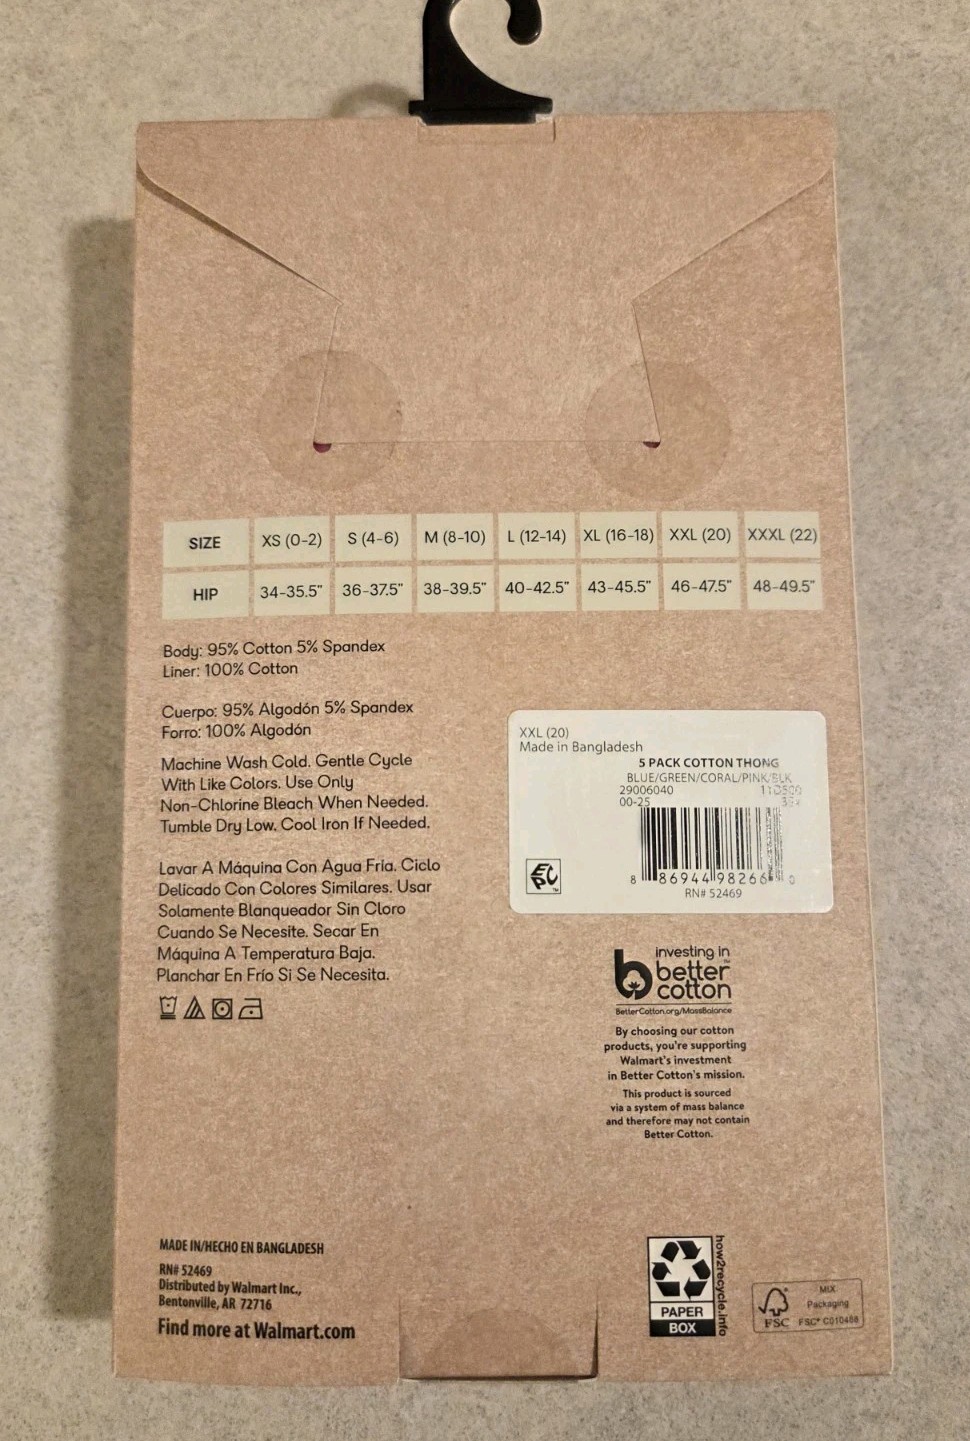 SIZE XS (0-2) S (4-6) M (8-10) L (12-14) XL (16-18) XXL (20) XXXL (22)
HIP 34-35.5" 36-37.5" 38-39.5" 40-42.5" 43-45.5" 46-47.5" 48-49.5"
Body: 95% Cotton 5% Spandex
Liner: 100% Cotton
Cuerpo: 95% Algodón 5% Spandex
Forro: 100% Algodón
Machine Wash Cold. Gentle Cycle
With Like Colors. Use Only
Non-Chlorine Bleach When Needed.
Tumble Dry Low. Cool Iron If Needed.
Lavar A Máquina Con Agua Fria. Ciclo
Delicado Con Colores Similares. Usar
Solamente Blanqueador Sin Cloro
Cuando Se Necesite. Secar En
Máquina A Temperatura Baja.
Planchar En Frío Si Se Necesita.
XXL (20)
Made in Bangladesh
5 PACK COTTON THONG
BLUE/GREEN/CORAL/PINK/BLK
29006040
00-25
EPC
8 86944 98266 0
RN# 52469
investing in
better
cotton
BetterCotton.org/MassBalance
By choosing our cotton
products, you're supporting
Walmart's investment
in Better Cotton's mission.
This product is sourced
via a system of mass balance
and therefore may not contain
Better Cotton.
MADE IN/HECHO EN BANGLADESH
RN# 52469
Distributed by Walmart Inc.,
Bentonville, AR 72716
Find more at Walmart.com
PAPER
BOX
how2recycle.info
MIX
Packaging
FSC FSC® C010488